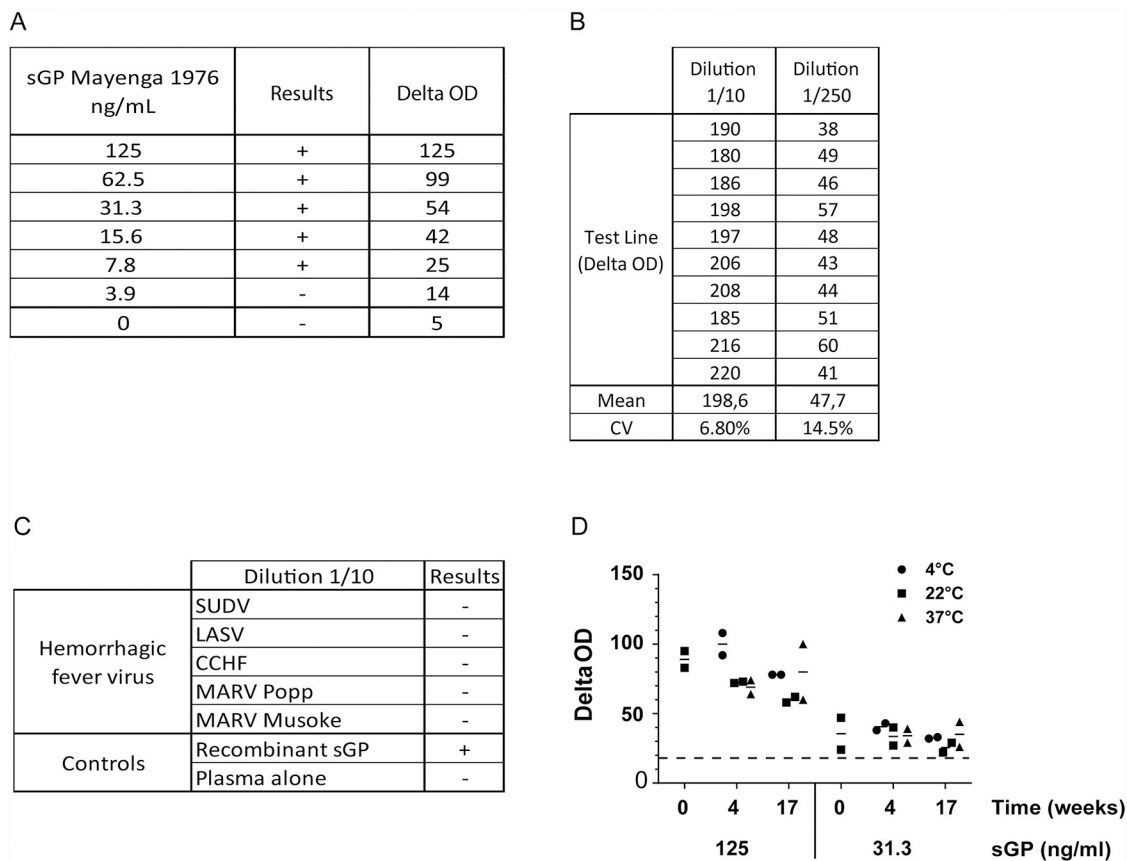 A
sGP Mayenga 1976 ng/mL Results Delta OD
125 + 125
62.5 + 99
31.3 + 54
15.6 + 42
7.8 + 25
3.9 - 14
0 - 5
B
Dilution 1/10 Dilution 1/250
Test Line (Delta OD)
190 38
180 49
186 46
198 57
197 48
206 43
208 44
185 51
216 60
220 41
Mean 198,6 47,7
CV 6.80% 14.5%
C
Dilution 1/10 Results
Hemorrhagic fever virus
SUDV -
LASV -
CCHF -
MARV Popp -
MARV Musoke -
Controls
Recombinant sGP +
Plasma alone -
D
4°C
22°C
37°C
Delta OD
150
100
50
0
0 4 17 0 4 17 Time (weeks)
125 31.3 sGP (ng/ml)